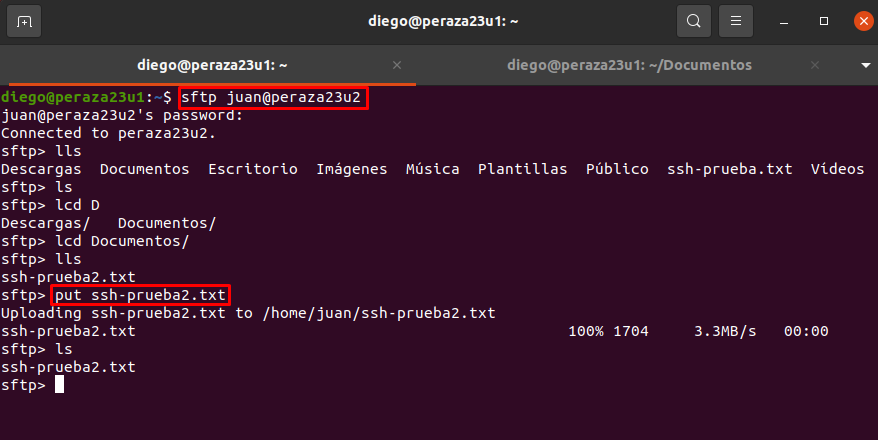 diego@peraza23u1: ~
diego@peraza23u1: ~
diego@peraza23u1: ~/Documentos
diego@peraza23u1:~$ sftp juan@peraza23u2
juan@peraza23u2's password:
Connected to peraza23u2.
sftp> lls
Descargas  Documentos  Escritorio  Imágenes  Música  Plantillas  Público  ssh-prueba.txt  Vídeos
sftp> ls
sftp> lcd D
Descargas/   Documentos/
sftp> lcd Documentos/
sftp> lls
ssh-prueba2.txt
sftp> put ssh-prueba2.txt
Uploading ssh-prueba2.txt to /home/juan/ssh-prueba2.txt
ssh-prueba2.txt                                                100% 1704     3.3MB/s   00:00
sftp> ls
ssh-prueba2.txt
sftp>